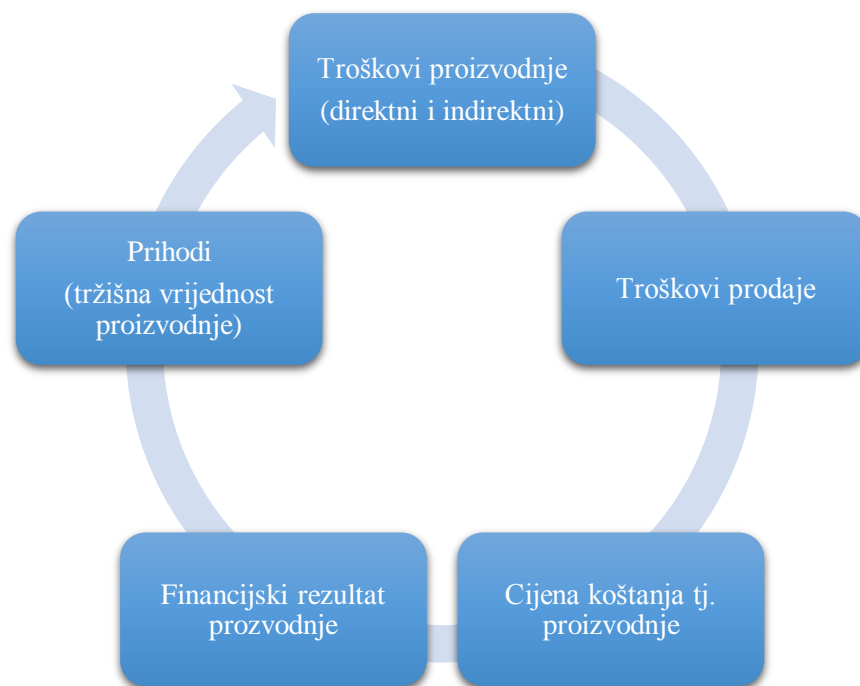 Troškovi proizvodnje
(direktni i indirektni)
Troškovi prodaje
Cijena koštanja tj.
proizvodnje
Financijski rezultat
prozvodnje
Prihodi
(tržišna vrijednost
proizvodnje)